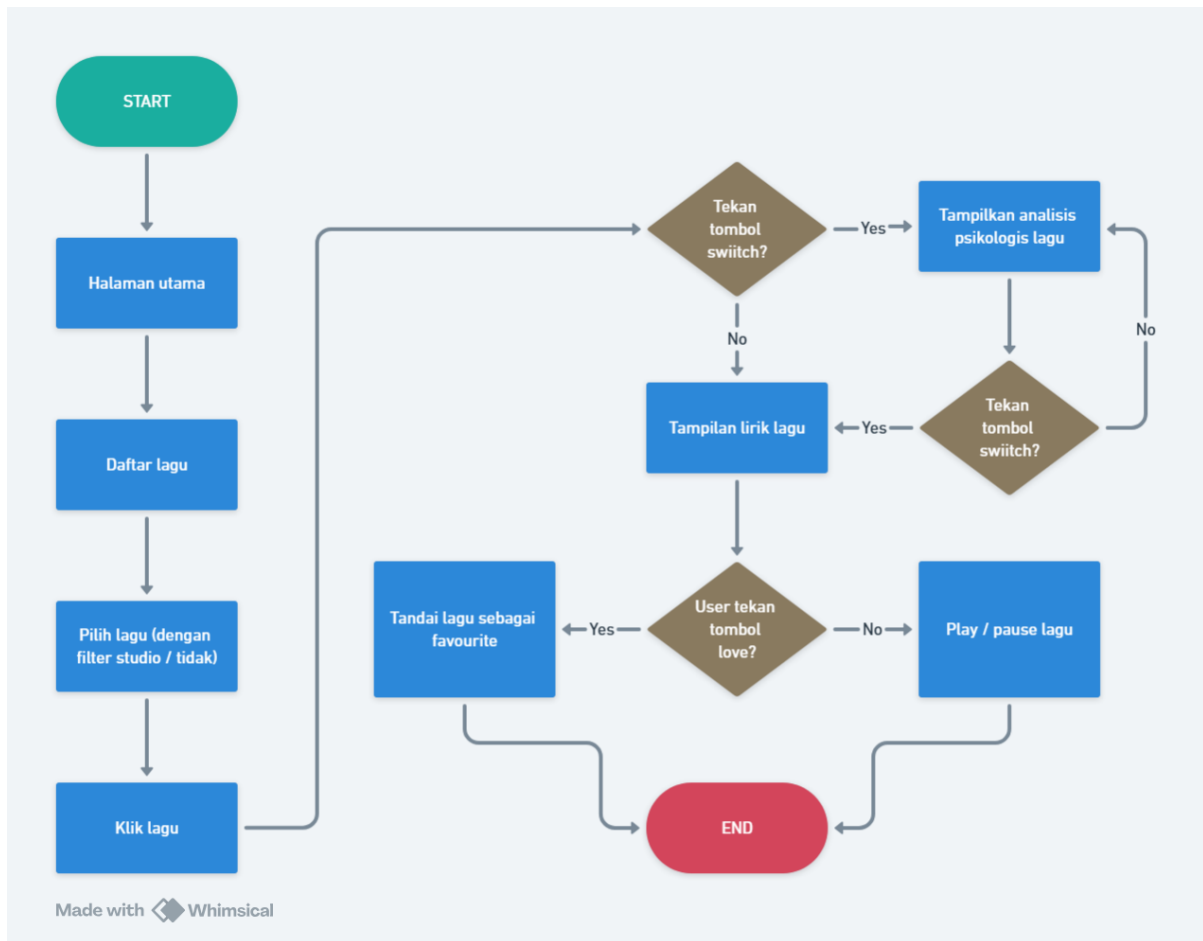 START
Halaman utama
Daftar lagu
Pilih lagu (dengan
filter studio / tidak)
Klik lagu
Tekan
tombol
swiitch?
Yes
Tampilkan analisis
psikologis lagu
No
No
Tampilan lirik lagu
Yes
Tekan
tombol
swiitch?
Tandai lagu sebagai
favourite
Yes
User tekan
tombol
love?
No
Play / pause lagu
END
Made with Whimsical